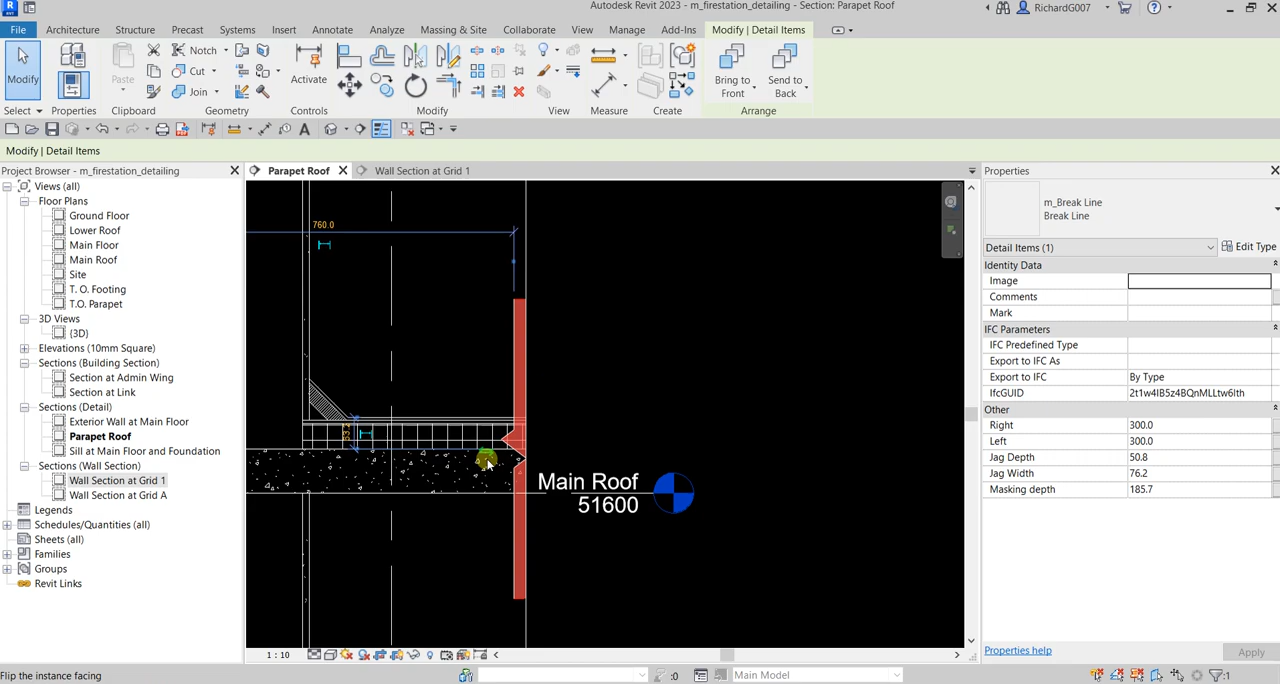 Autodesk Revit 2023 - m_firestation_detailing - Section: Parapet Roof
RichardG007
File Architecture Structure Precast Systems Insert Annotate Analyze Massing & Site Collaborate View Manage Add-Ins Modify | Detail Items
Modify
Paste
Notch
Cut
Join
Activate
Bring to
Front
Send to
Back
Select Properties Clipboard Geometry Controls Modify View Measure Create Arrange
Modify | Detail Items
Project Browser - m_firestation_detailing
Views (all)
Floor Plans
Ground Floor
Lower Roof
Main Floor
Main Roof
Site
T. O. Footing
T.O. Parapet
3D Views
{3D}
Elevations (10mm Square)
Sections (Building Section)
Section at Admin Wing
Section at Link
Sections (Detail)
Exterior Wall at Main Floor
Parapet Roof
Sill at Main Floor and Foundation
Sections (Wall Section)
Wall Section at Grid 1
Wall Section at Grid A
Legends
Schedules/Quantities (all)
Sheets (all)
Families
Groups
Revit Links
Parapet Roof
Wall Section at Grid 1
760.0
Main Roof
51600
1 : 10
Properties
m_Break Line
Break Line
Detail Items (1)
Edit Type
Identity Data
Image
Comments
Mark
IFC Parameters
IFC Predefined Type
Export to IFC As
Export to IFC By Type
IfcGUID 2t1w4IB5z4BQnMLLtw6lth
Other
Right 300.0
Left 300.0
Jag Depth 50.8
Jag Width 76.2
Masking depth 185.7
Properties help
Apply
Flip the instance facing
:0
Main Model
:1